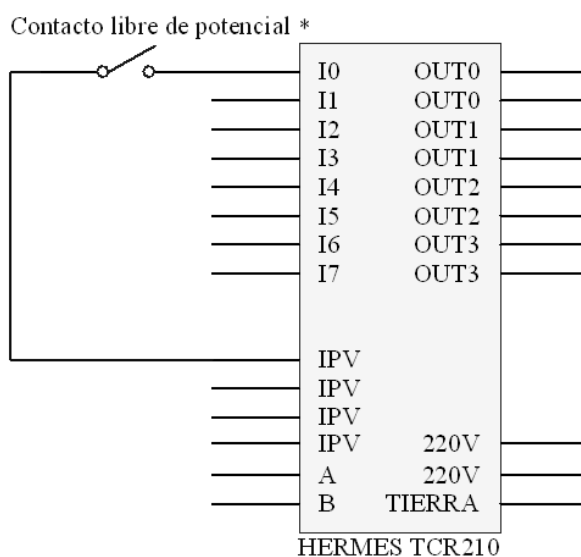 Contacto libre de potencial *
I0 OUT0
I1 OUT0
I2 OUT1
I3 OUT1
I4 OUT2
I5 OUT2
I6 OUT3
I7 OUT3
IPV
IPV
IPV
IPV 220V
A 220V
B TIERRA
HERMES TCR210